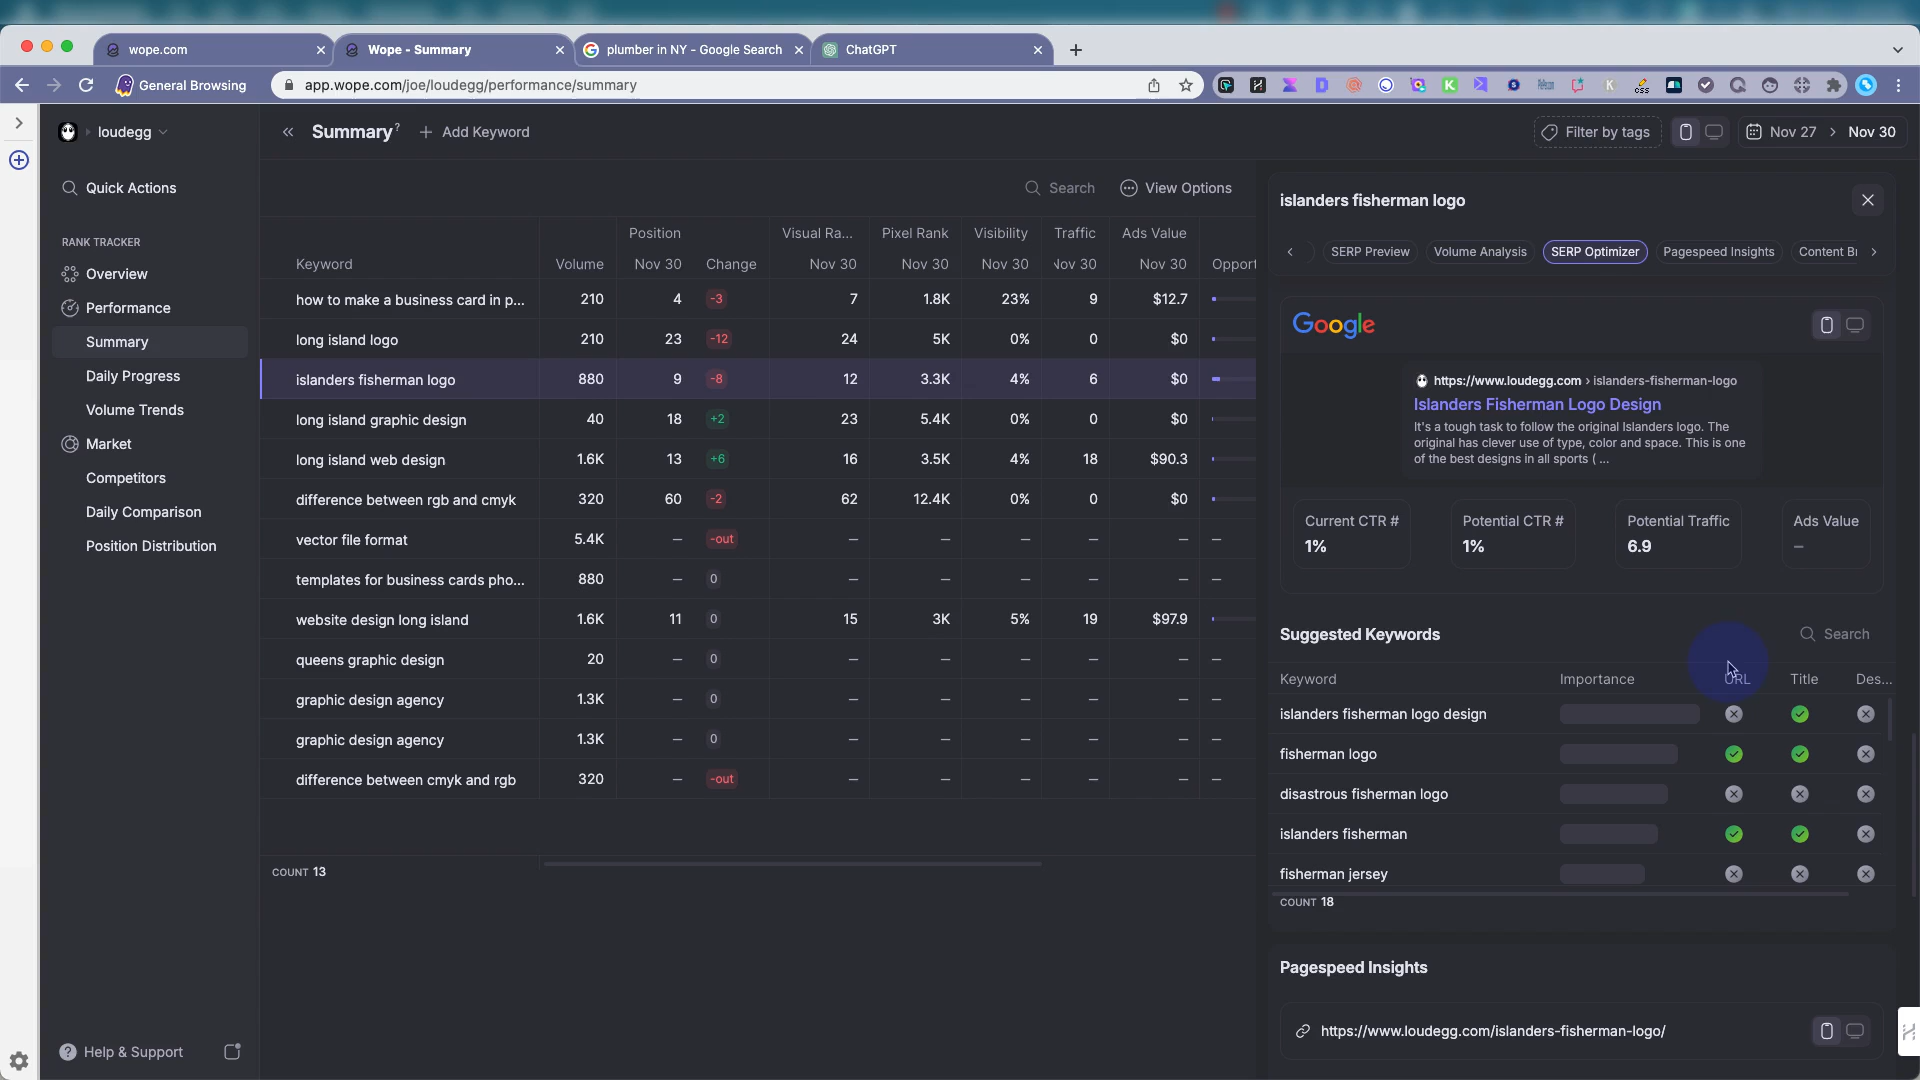 wope.com
Wope - Summary
plumber in NY - Google Search
ChatGPT
General Browsing
app.wope.com/joe/loudegg/performance/summary
loudegg
Summary?
Add Keyword
Filter by tags
Nov 27 > Nov 30
Quick Actions
RANK TRACKER
Overview
Performance
Summary
Daily Progress
Volume Trends
Market
Competitors
Daily Comparison
Position Distribution
Help & Support
Search
View Options
Position Visual Ra... Pixel Rank Visibility Traffic Ads Value
Keyword Volume Nov 30 Change Nov 30 Nov 30 Nov 30 Nov 30 Nov 30 Opport
how to make a business card in p... 210 4 -3 7 1.8K 23% 9 $12.7
long island logo 210 23 -12 24 5K 0% 0 $0
islanders fisherman logo 880 9 -8 12 3.3K 4% 6 $0
long island graphic design 40 18 +2 23 5.4K 0% 0 $0
long island web design 1.6K 13 +6 16 3.5K 4% 18 $90.3
difference between rgb and cmyk 320 60 -2 62 12.4K 0% 0 $0
vector file format 5.4K – -out – – – – – –
templates for business cards pho... 880 – 0 – – – – – –
website design long island 1.6K 11 0 15 3K 5% 19 $97.9
queens graphic design 20 – 0 – – – – – –
graphic design agency 1.3K – 0 – – – – – –
graphic design agency 1.3K – 0 – – – – – –
difference between cmyk and rgb 320 – -out – – – – – –
COUNT 13
islanders fisherman logo
SERP Preview
Volume Analysis
SERP Optimizer
Pagespeed Insights
Content Br
Google
https://www.loudegg.com › islanders-fisherman-logo
Islanders Fisherman Logo Design
It's a tough task to follow the original Islanders logo. The
original has clever use of type, color and space. This is one
of the best designs in all sports ( ...
Current CTR # Potential CTR # Potential Traffic Ads Value
1% 1% 6.9 –
Suggested Keywords
Search
Keyword Importance URL Title Des...
islanders fisherman logo design
fisherman logo
disastrous fisherman logo
islanders fisherman
fisherman jersey
COUNT 18
Pagespeed Insights
https://www.loudegg.com/islanders-fisherman-logo/